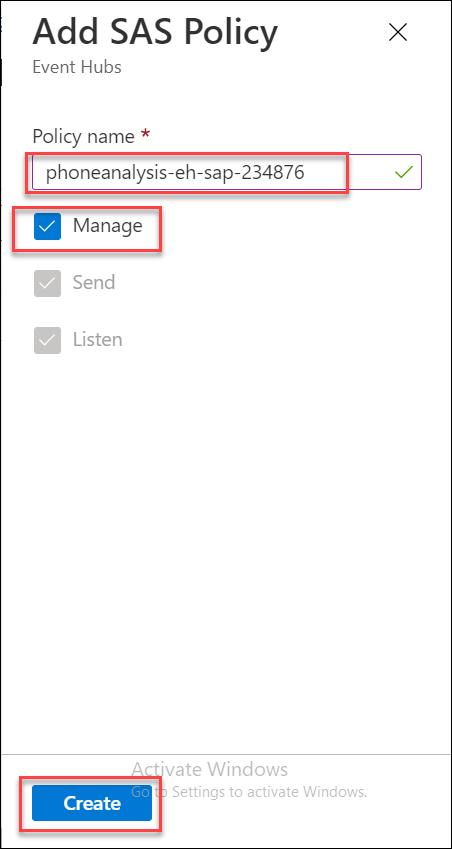 Add SAS Policy
Event Hubs
Policy name *
phoneanalysis-eh-sap-234876
Manage
Send
Listen
Activate Windows
Go to Settings to activate Windows.
Create